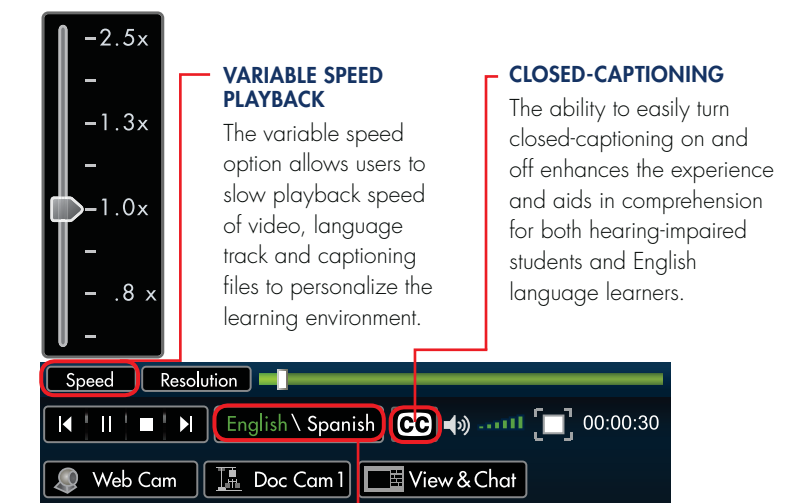 2.5x
1.3x
1.0x
.8 x
VARIABLE SPEED
PLAYBACK
The variable speed
option allows users to
slow playback speed
of video, language
track and captioning
files to personalize the
learning environment.
CLOSED-CAPTIONING
The ability to easily turn
closed-captioning on and
off enhances the experience
and aids in comprehension
for both hearing-impaired
students and English
language learners.
Speed Resolution
English \ Spanish CC 00:00:30
Web Cam Doc Cam 1 View & Chat